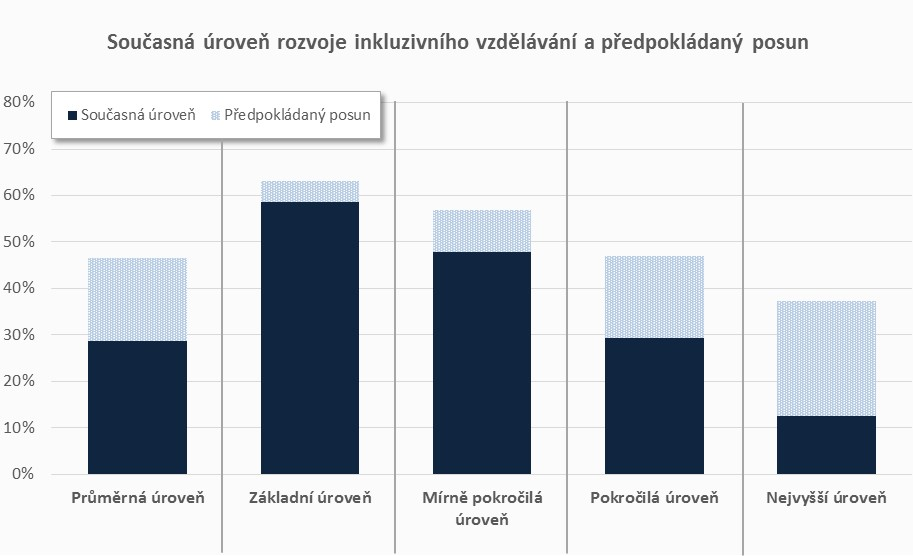 Současná úroveň rozvoje inkluzivního vzdělávání a předpokládaný posun
80%
Současná úroveň
Předpokládaný posun
70%
60%
50%
40%
30%
20%
10%
0%
Průměrná úroveň
Základní úroveň
Mírně pokročilá
úroveň
Pokročilá úroveň
Nejvyšší úroveň